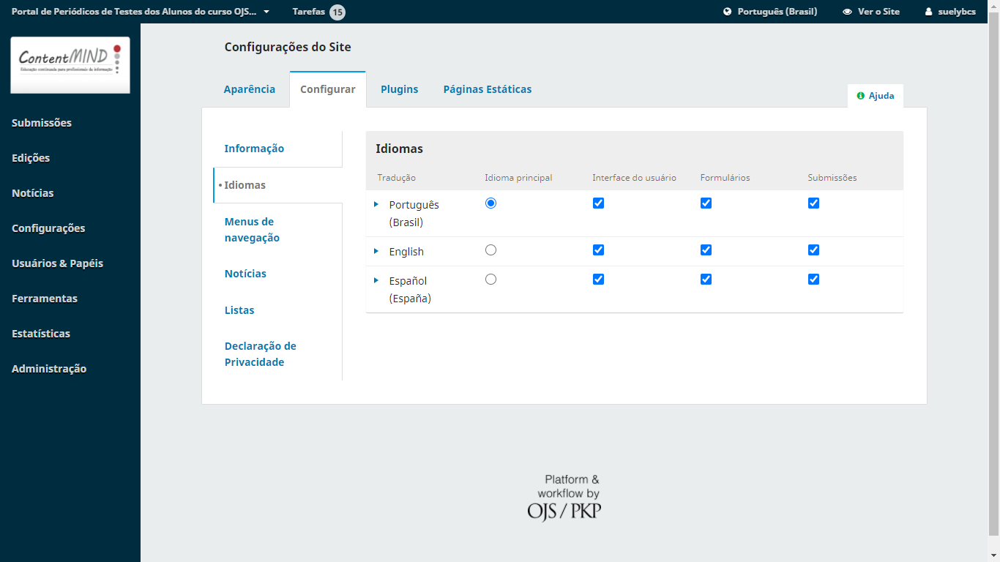 Portal de Periódicos de Testes dos Alunos do curso OJS...
Tarefas 15
Português (Brasil)
Ver o Site
suelybcs
ContentMIND
Educação continuada para profissionais da informação
Submissões
Edições
Notícias
Configurações
Usuários & Papéis
Ferramentas
Estatísticas
Administração
Configurações do Site
Aparência
Configurar
Plugins
Páginas Estáticas
Ajuda
Informação
Idiomas
Menus de
navegação
Notícias
Listas
Declaração de
Privacidade
Idiomas
Tradução Idioma principal Interface do usuário Formulários Submissões
Português
(Brasil)
English
Español
(España)
Platform &
workflow by
OJS / PKP